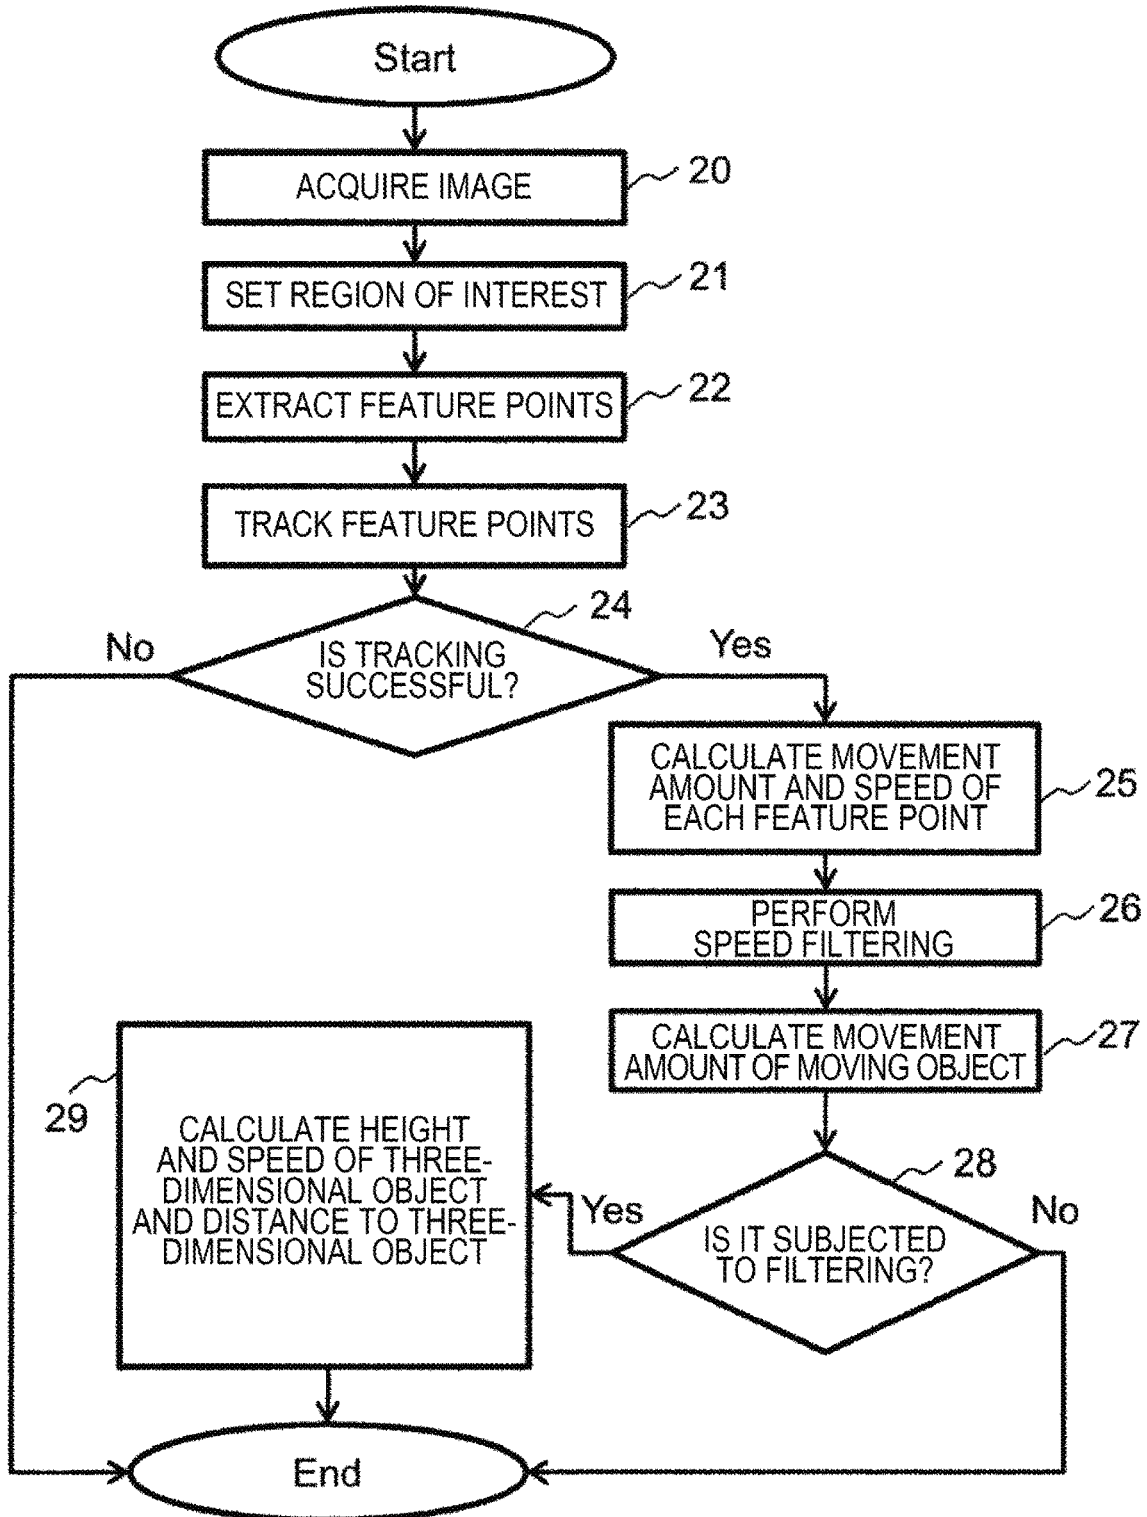 Start
ACQUIRE IMAGE
20
SET REGION OF INTEREST
21
EXTRACT FEATURE POINTS
22
TRACK FEATURE POINTS
23
24
No
IS TRACKING
SUCCESSFUL?
Yes
CALCULATE MOVEMENT
AMOUNT AND SPEED OF
EACH FEATURE POINT
25
PERFORM
SPEED FILTERING
26
CALCULATE MOVEMENT
AMOUNT OF MOVING OBJECT
27
28
Yes
IS IT SUBJECTED
TO FILTERING?
No
29
CALCULATE HEIGHT
AND SPEED OF THREE-
DIMENSIONAL OBJECT
AND DISTANCE TO THREE-
DIMENSIONAL OBJECT
End